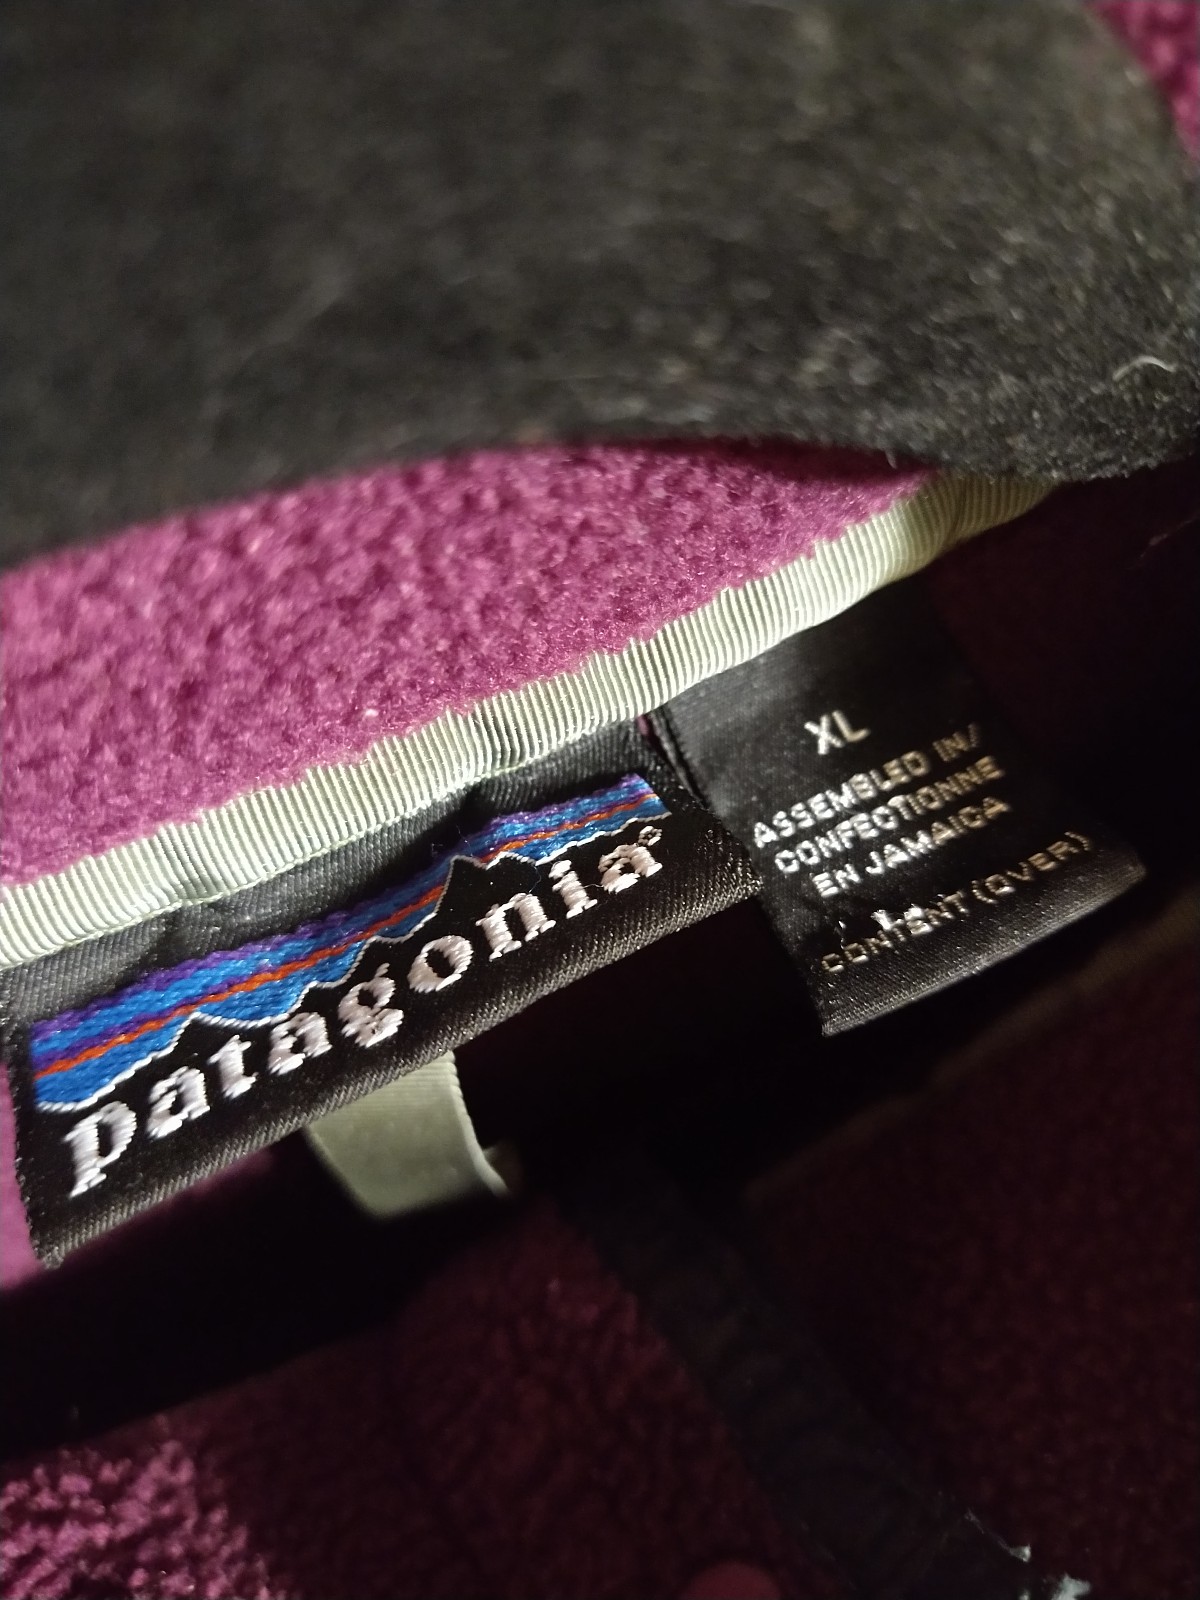 patagonia®
XL
ASSEMBLED IN/
CONFECTIONNE
EN JAMAICA
CONTENT (OVER)